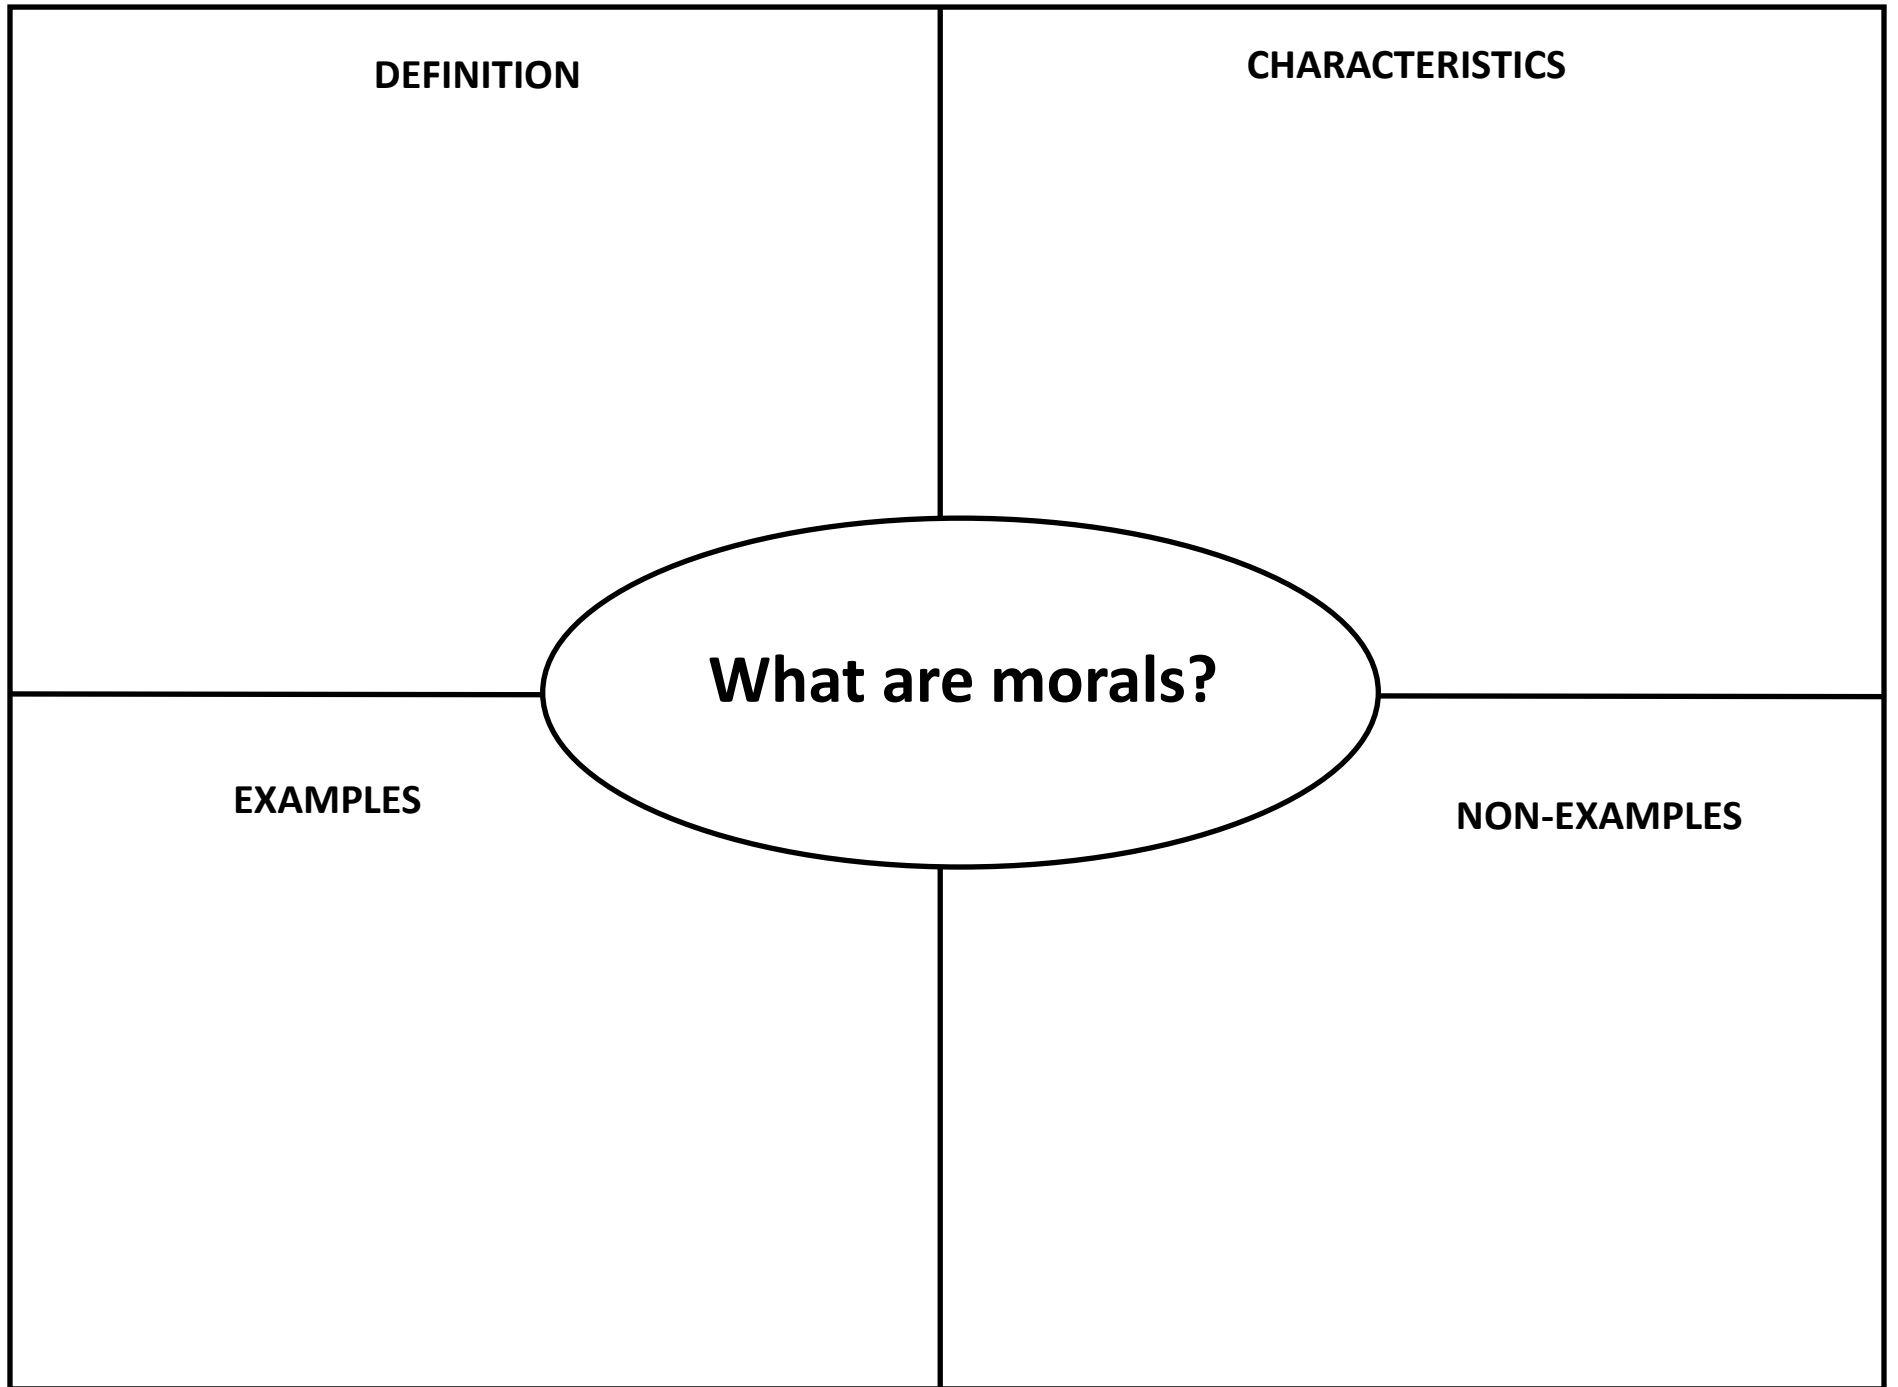 DEFINITION
CHARACTERISTICS
What are morals?
EXAMPLES
NON-EXAMPLES